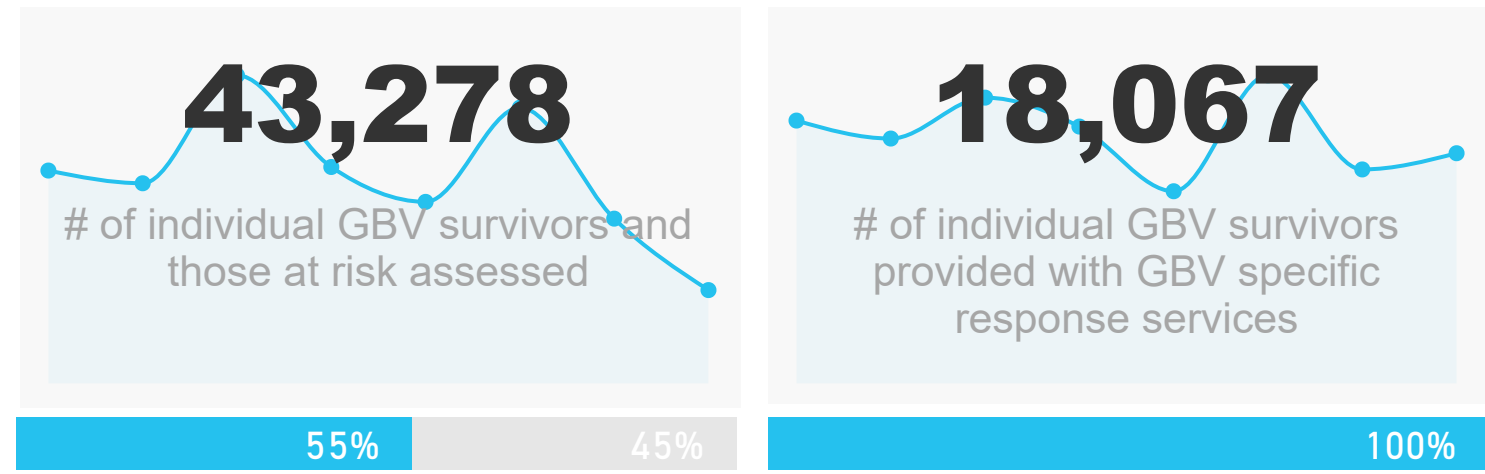 43,278
# of individual GBV survivors and
those at risk assessed
55%
45%
18,067
# of individual GBV survivors
provided with GBV specific
response services
100%